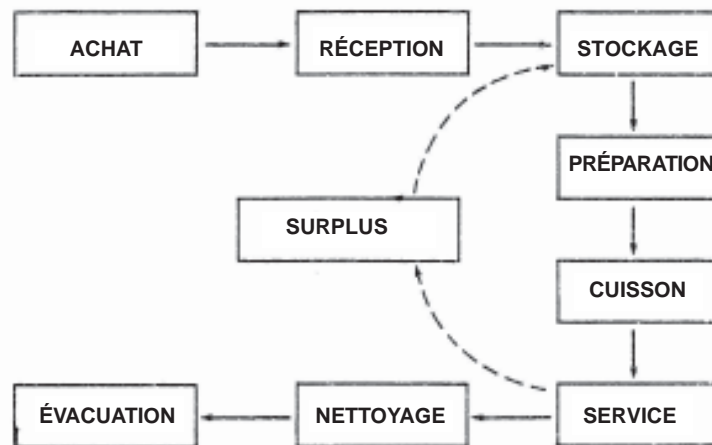 ACHAT
RÉCEPTION
STOCKAGE
PRÉPARATION
SURPLUS
CUISSON
ÉVACUATION
NETTOYAGE
SERVICE